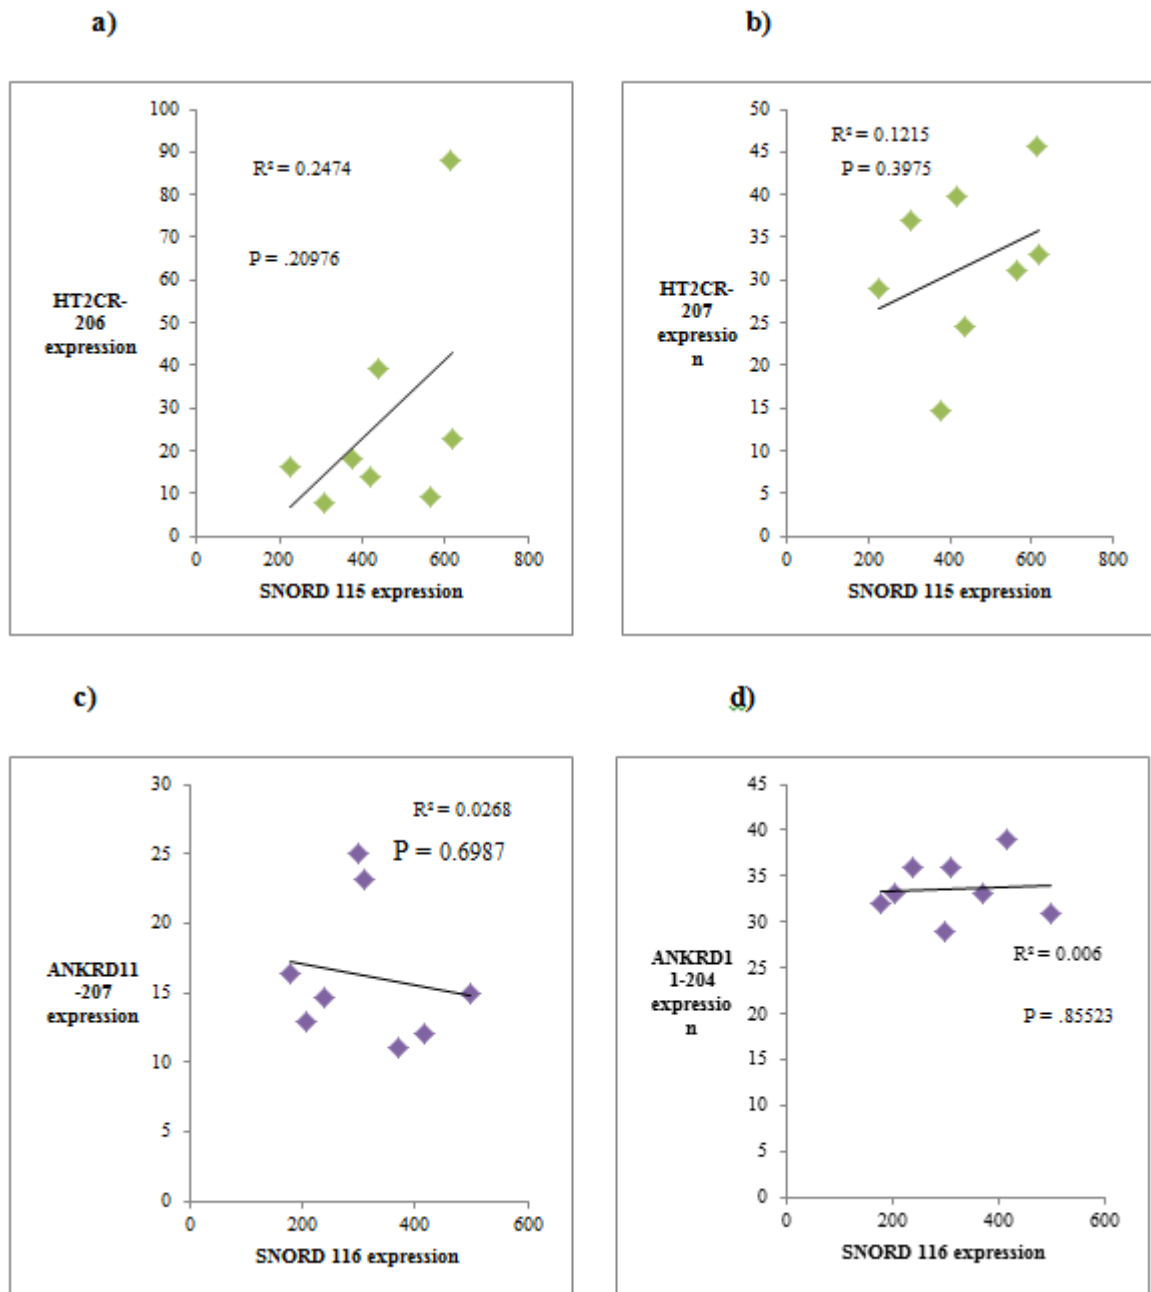 a)
100
90
80
70
60
50
40
30
20
10
0
R² = 0.2474
P = .20976
HT2CR-
206
expression
0 200 400 600 800
SNORD 115 expression
b)
50
45
40
35
30
25
20
15
10
5
0
R² = 0.1215
P = 0.3975
HT2CR-
207
expressio
n
0 200 400 600 800
SNORD 115 expression
c)
30
25
20
15
10
5
0
R² = 0.0268
P = 0.6987
ANKRD11
-207
expression
0 200 400 600
SNORD 116 expression
d)
45
40
35
30
25
20
15
10
5
0
R² = 0.006
P = .85523
ANKRD1
1-204
expressio
n
0 200 400 600
SNORD 116 expression